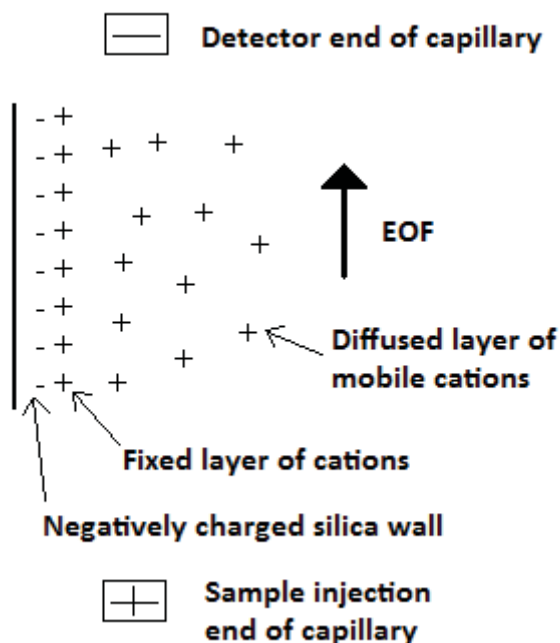 Detector end of capillary
EOF
Diffused layer of
mobile cations
Fixed layer of cations
Negatively charged silica wall
Sample injection
end of capillary